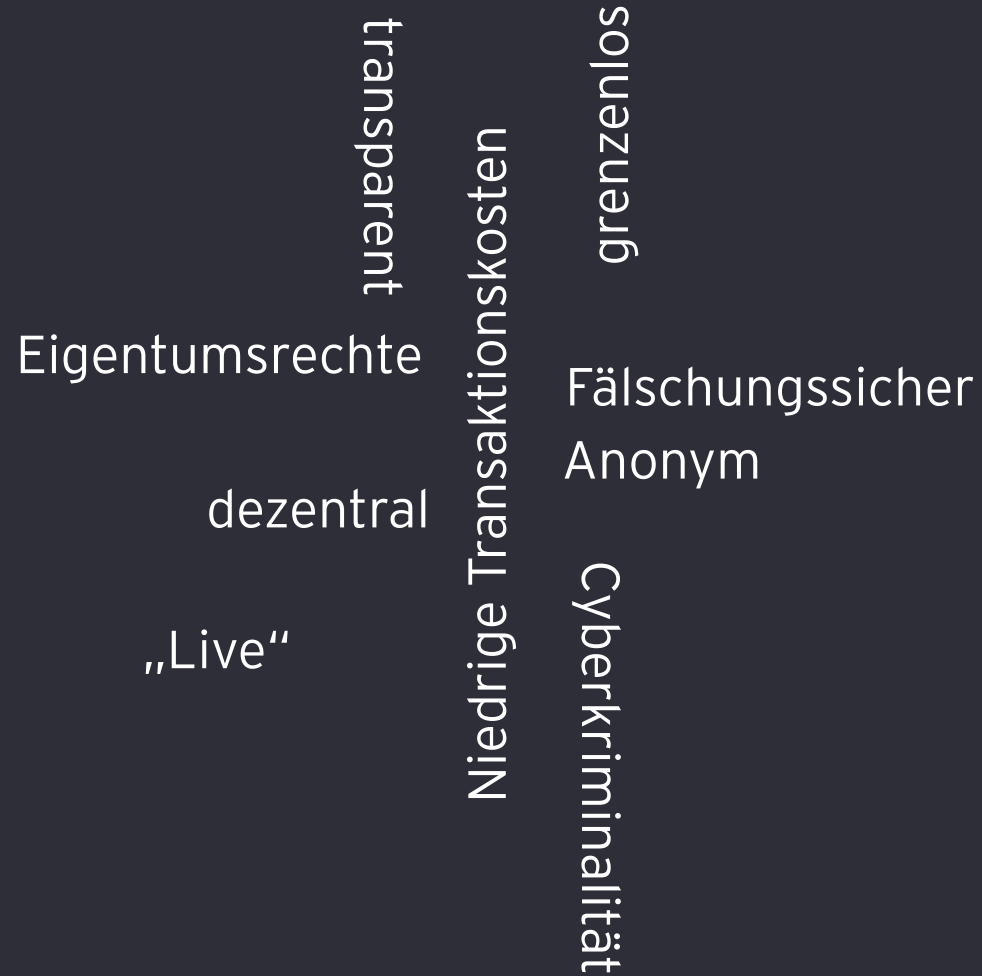 transparent
grenzenlos
Niedrige Transaktionskosten
Eigentumsrechte
Fälschungssicher
Anonym
dezentral
„Live“
Cyberkriminalität